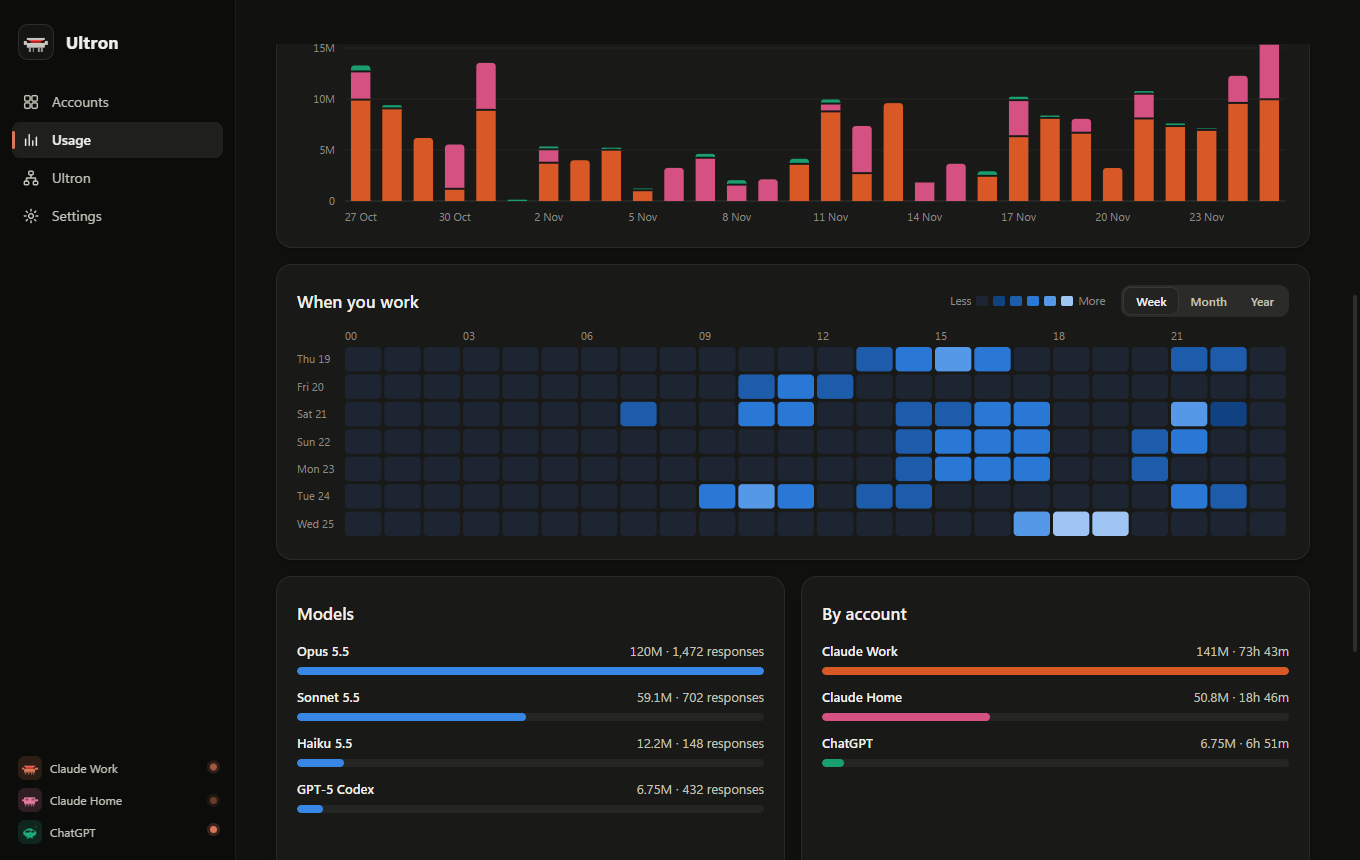 Ultron
Accounts
Usage
Ultron
Settings
Claude Work
Claude Home
ChatGPT
15M
10M
5M
0
27 Oct 30 Oct 2 Nov 5 Nov 8 Nov 11 Nov 14 Nov 17 Nov 20 Nov 23 Nov
When you work
Less More Week Month Year
00 03 06 09 12 15 18 21
Thu 19
Fri 20
Sat 21
Sun 22
Mon 23
Tue 24
Wed 25
Models
Opus 5.5 120M · 1,472 responses
Sonnet 5.5 59.1M · 702 responses
Haiku 5.5 12.2M · 148 responses
GPT-5 Codex 6.75M · 432 responses
By account
Claude Work 141M · 73h 43m
Claude Home 50.8M · 18h 46m
ChatGPT 6.75M · 6h 51m